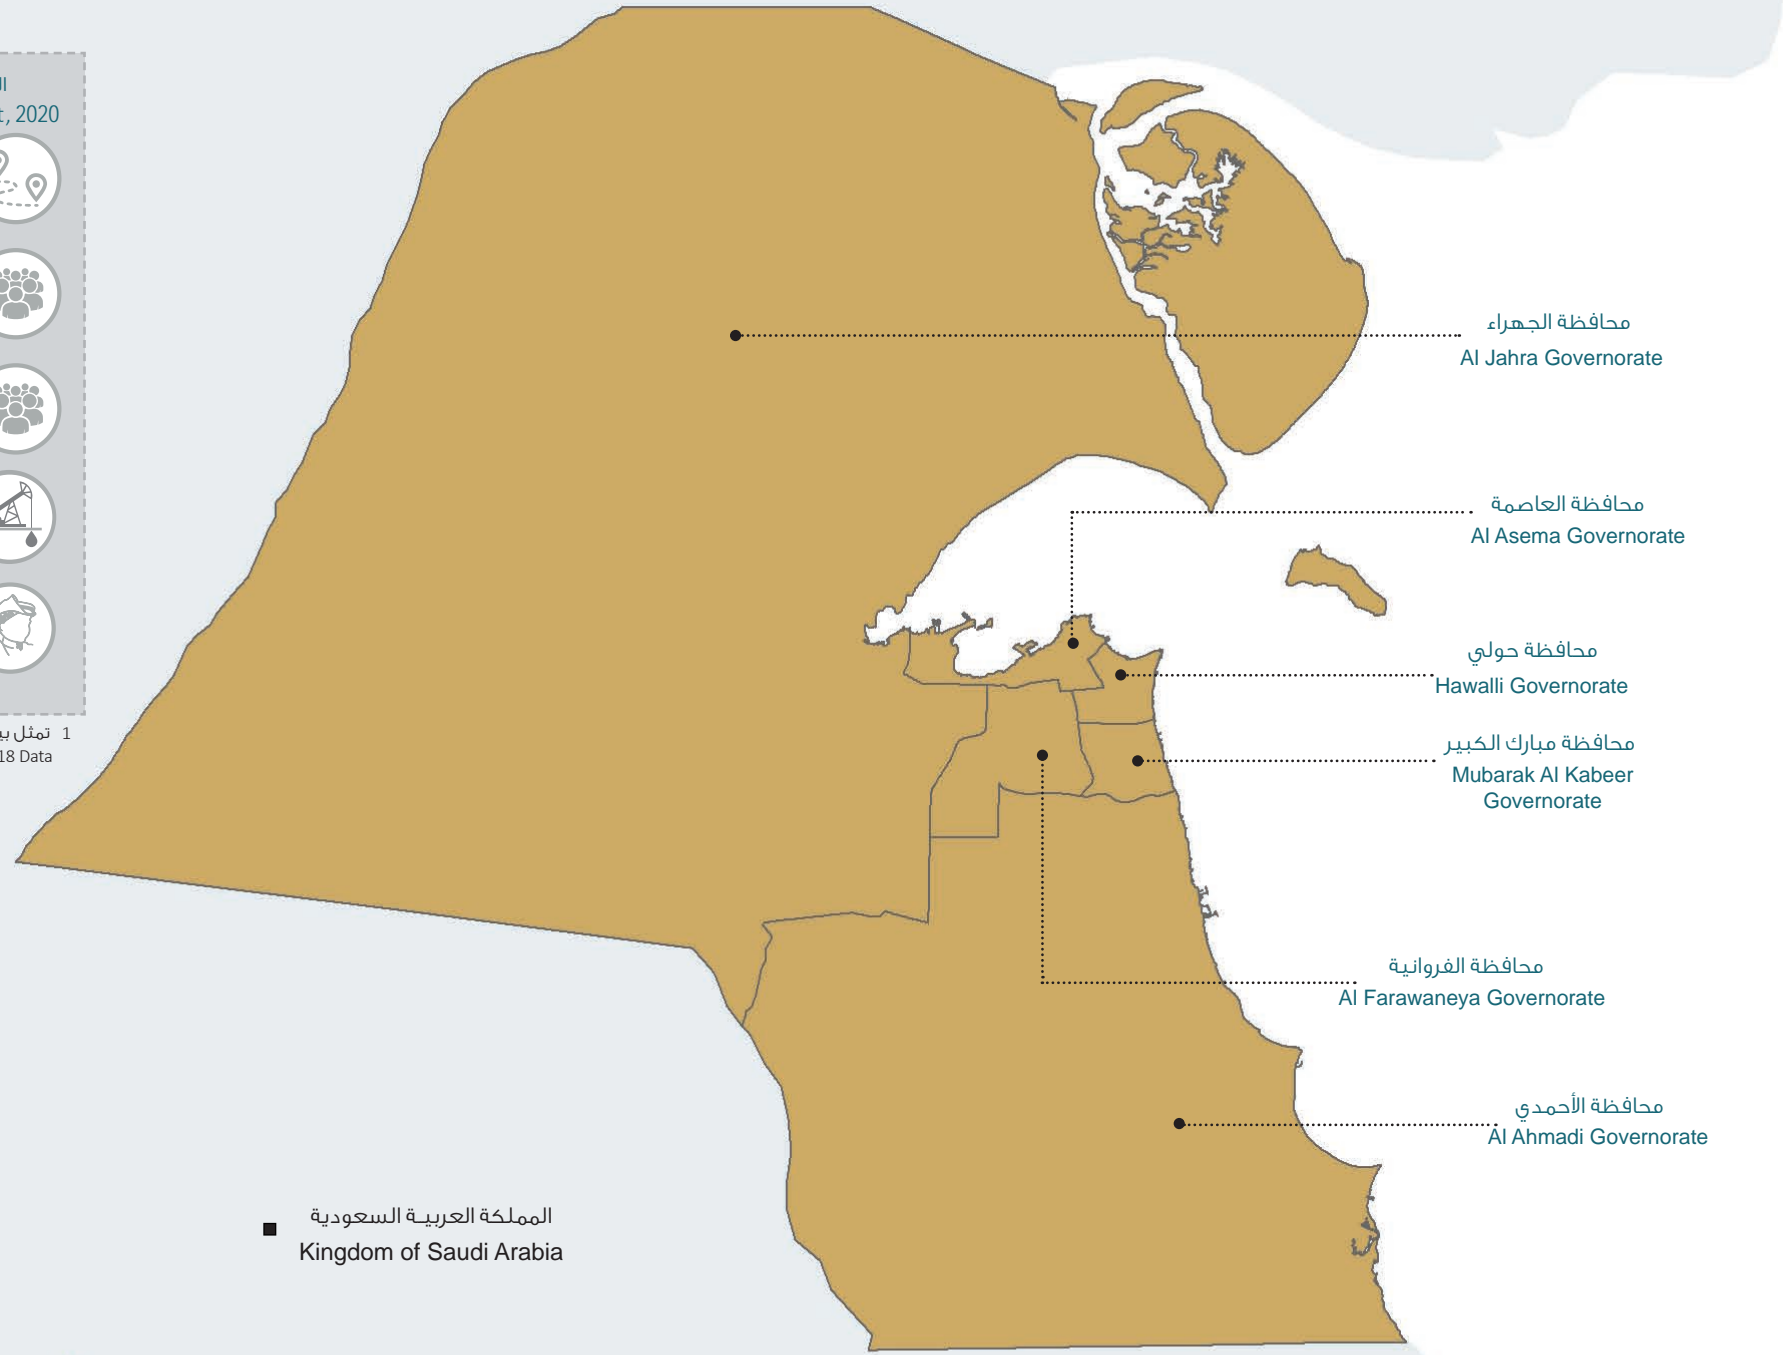 , 2020
1 تمثل
18 Data
محافظة الجهراء
Al Jahra Governorate
محافظة العاصمة
Al Asema Governorate
محافظة حولي
Hawalli Governorate
محافظة مبارك الكبير
Mubarak Al Kabeer
Governorate
محافظة الفروانية
Al Farawaneya Governorate
محافظة الأحمدي
Al Ahmadi Governorate
المملكة العربية السعودية
Kingdom of Saudi Arabia